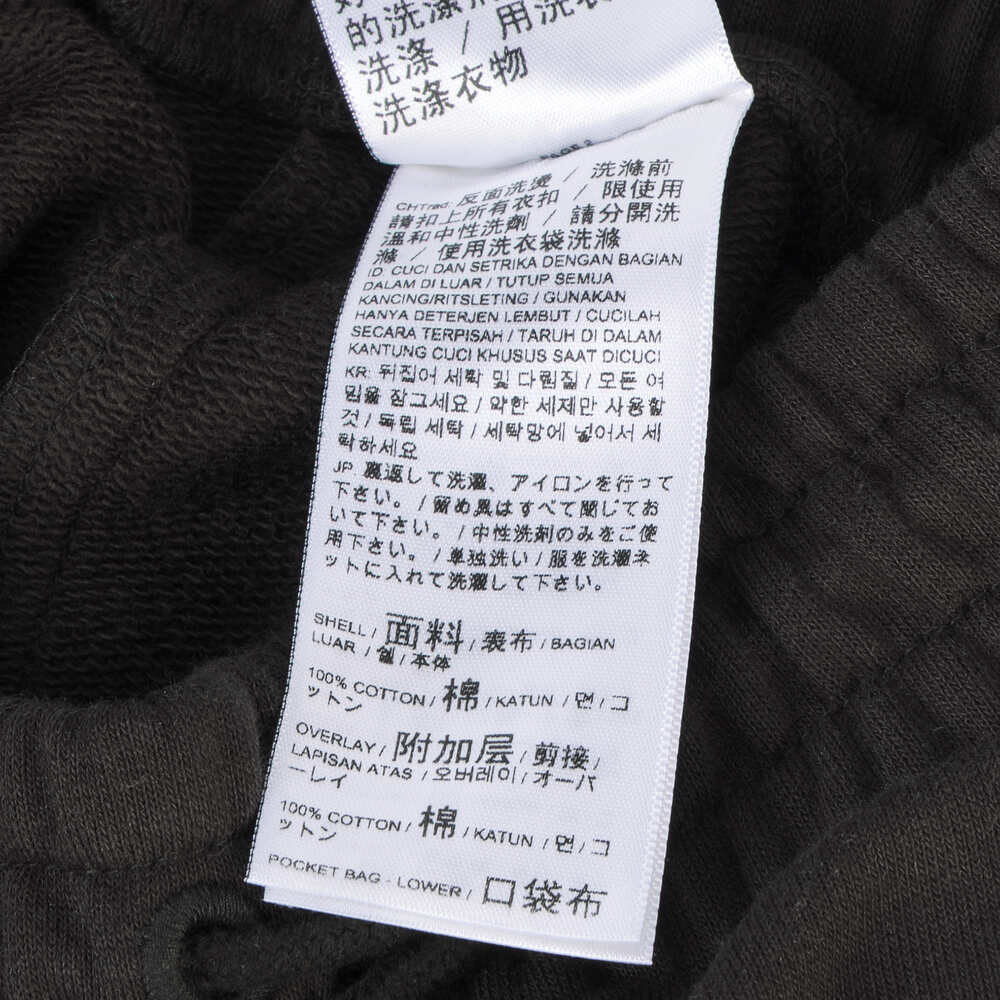 的洗涤
洗涤 / 用洗衣
洗涤衣物
CHTrad: 反面洗燙 / 洗滌前
請扣上所有衣扣 / 限使用
溫和中性洗劑 / 請分開洗
滌 / 使用洗衣袋洗滌
ID: CUCI DAN SETRIKA DENGAN BAGIAN
DALAM DI LUAR / TUTUP SEMUA
KANCING/RITSLETING / GUNAKAN
HANYA DETERJEN LEMBUT / CUCILAH
SECARA TERPISAH / TARUH DI DALAM
KANTUNG CUCI KHUSUS SAAT DICUCI
KR: 뒤집어 세탁 및 다림질 / 모든 여
밈을 잠그세요 / 약한 세제만 사용할
것 / 독립 세탁 / 세탁망에 넣어서 세
탁하세요
JP: 裏返して洗濯、アイロンを行って
下さい。/ 留め具はすべて閉じてお
いて下さい。/ 中性洗剤のみをご使
用下さい。/ 単独洗い / 服を洗濯ネ
ットに入れて洗濯して下さい。
SHELL / 面料 / 表布 / BAGIAN
LUAR / 쉘 / 本体
100% COTTON / 棉 / KATUN / 면 / コ
ットン
OVERLAY / 附加层 / 剪接 /
LAPISAN ATAS / 오버레이 / オーバ
ーレイ
100% COTTON / 棉 / KATUN / 면 / コ
ットン
POCKET BAG - LOWER / 口袋布